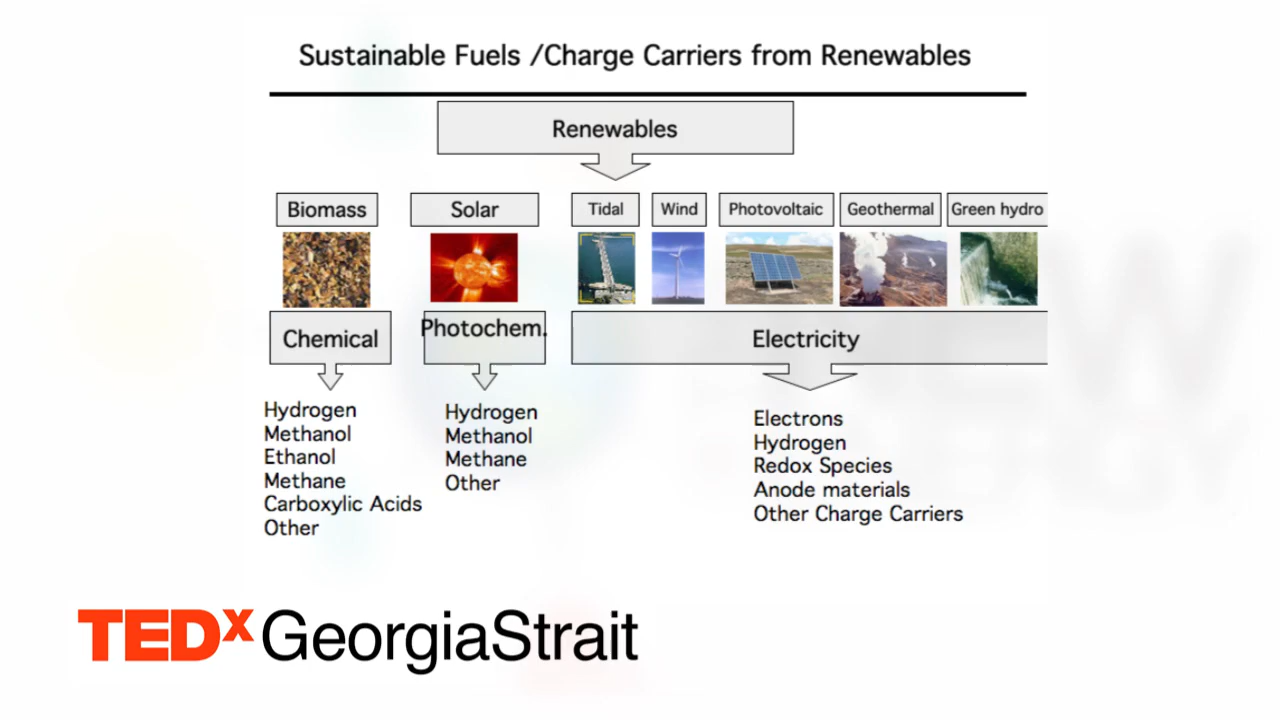 Sustainable Fuels /Charge Carriers from Renewables
Renewables
Biomass
Solar
Tidal
Wind
Photovoltaic
Geothermal
Green hydro
Chemical
Photochem.
Electricity
Hydrogen
Methanol
Ethanol
Methane
Carboxylic Acids
Other
Hydrogen
Methanol
Methane
Other
Electrons
Hydrogen
Redox Species
Anode materials
Other Charge Carriers
TEDxGeorgiaStrait